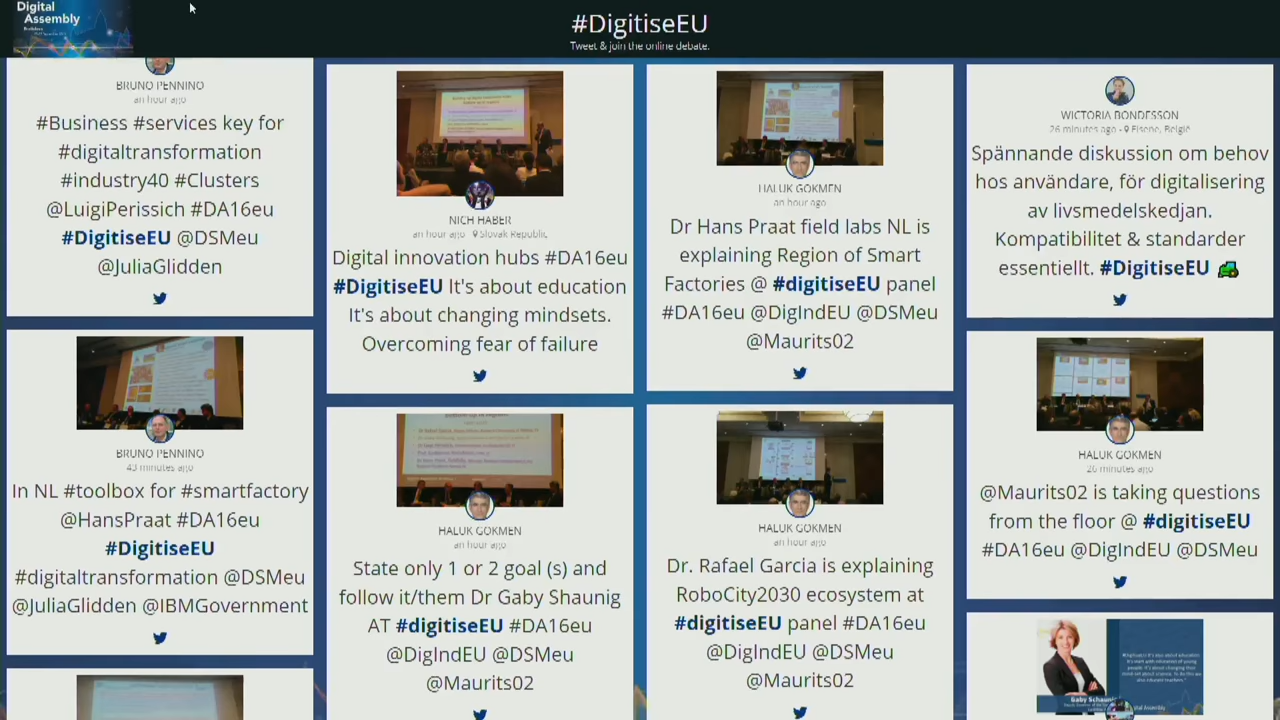 Digital
Assembly
#DigitiseEU
Tweet & join the online debate.
BRUNO PENNINO
an hour ago
#Business #services key for
#digitaltransformation
#industry40 #Clusters
@LuigiPerissich #DA16eu
#DigitiseEU @DSMeu
@JuliaGlidden
BRUNO PENNINO
43 minutes ago
In NL #toolbox for #smartfactory
@HansPraat #DA16eu
#DigitiseEU
#digitaltransformation @DSMeu
@JuliaGlidden @IBMGovernment
NICH HABER
an hour ago Slovak Republic,
Digital innovation hubs #DA16eu
#DigitiseEU It's about education
It's about changing mindsets.
Overcoming fear of failure
HALUK GOKMEN
an hour ago
State only 1 or 2 goal (s) and
follow it/them Dr Gaby Shaunig
AT #digitiseEU #DA16eu
@DigIndEU @DSMeu
@Maurits02
HALUK GOKMEN
an hour ago
Dr Hans Praat field labs NL is
explaining Region of Smart
Factories @ #digitiseEU panel
#DA16eu @DigIndEU @DSMeu
@Maurits02
HALUK GOKMEN
an hour ago
Dr. Rafael Garcia is explaining
RoboCity2030 ecosystem at
#digitiseEU panel #DA16eu
@DigIndEU @DSMeu
@Maurits02
WICTORIA BONDESSON
26 minutes ago - Elsene, België
Spännande diskussion om behov
hos användare, för digitalisering
av livsmedelskedjan.
Kompatibilitet & standarder
essentiellt. #DigitiseEU
HALUK GOKMEN
26 minutes ago
@Maurits02 is taking questions
from the floor @ #digitiseEU
#DA16eu @DigIndEU @DSMeu
Gaby Schaunig